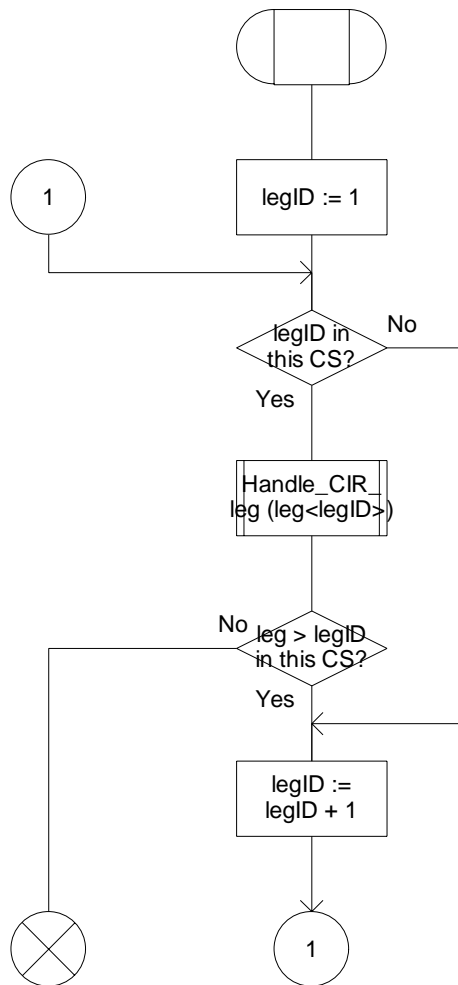 1
legID := 1
legID in
this CS?
No
Yes
Handle_CIR_
leg (leg<legID>)
No
leg > legID
in this CS?
Yes
legID :=
legID + 1
1